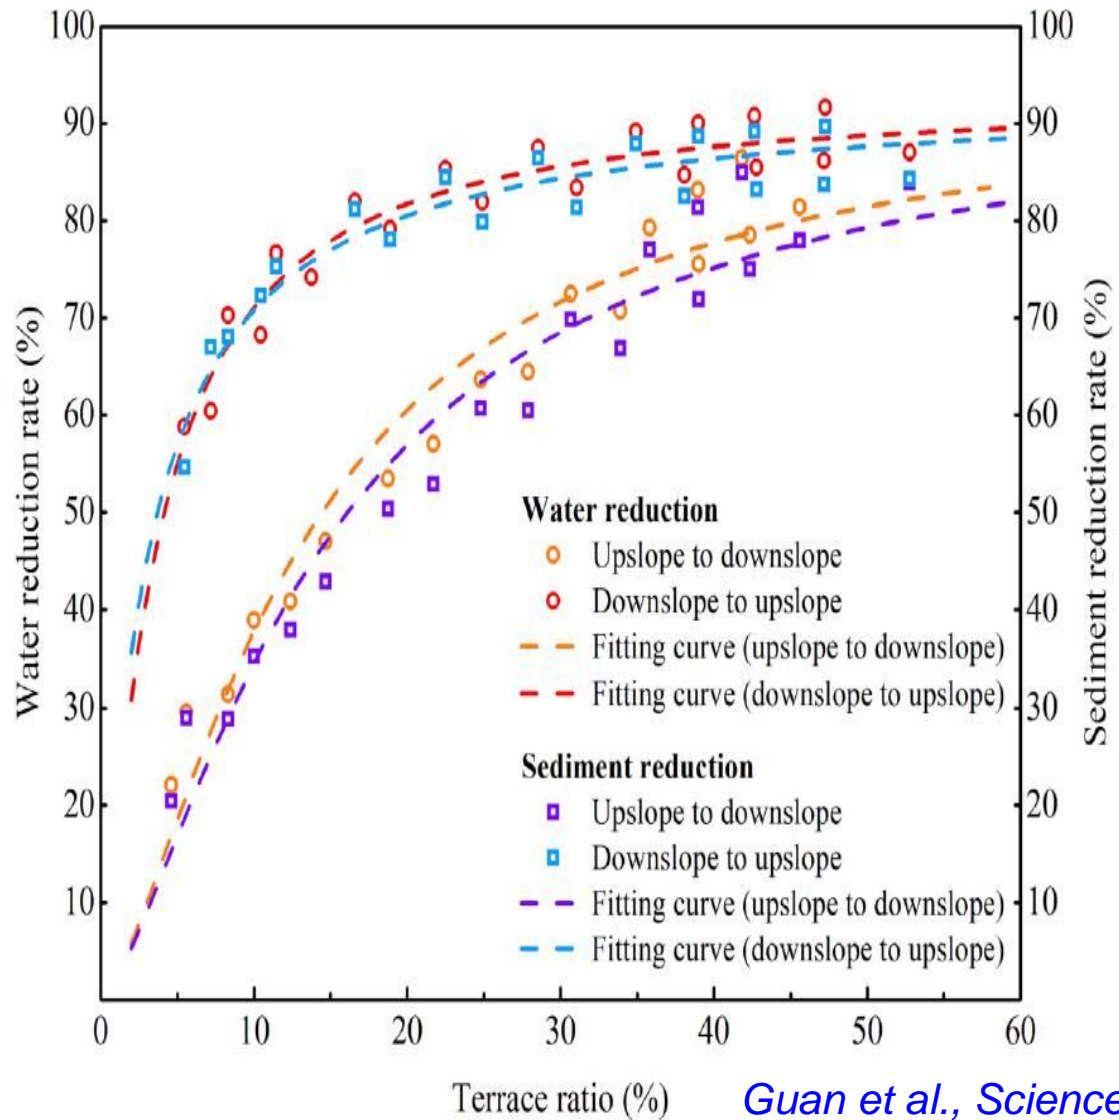 100
90
80
70
60
50
40
30
20
10
Water reduction rate (%)
100
90
80
70
60
50
40
30
20
10
Sediment reduction rate (%)
Water reduction
Upslope to downslope
Downslope to upslope
Fitting curve (upslope to downslope)
Fitting curve (downslope to upslope)
Sediment reduction
Upslope to downslope
Downslope to upslope
Fitting curve (upslope to downslope)
Fitting curve (downslope to upslope)
0 10 20 30 40 50 60
Terrace ratio (%)
Guan et al., Science